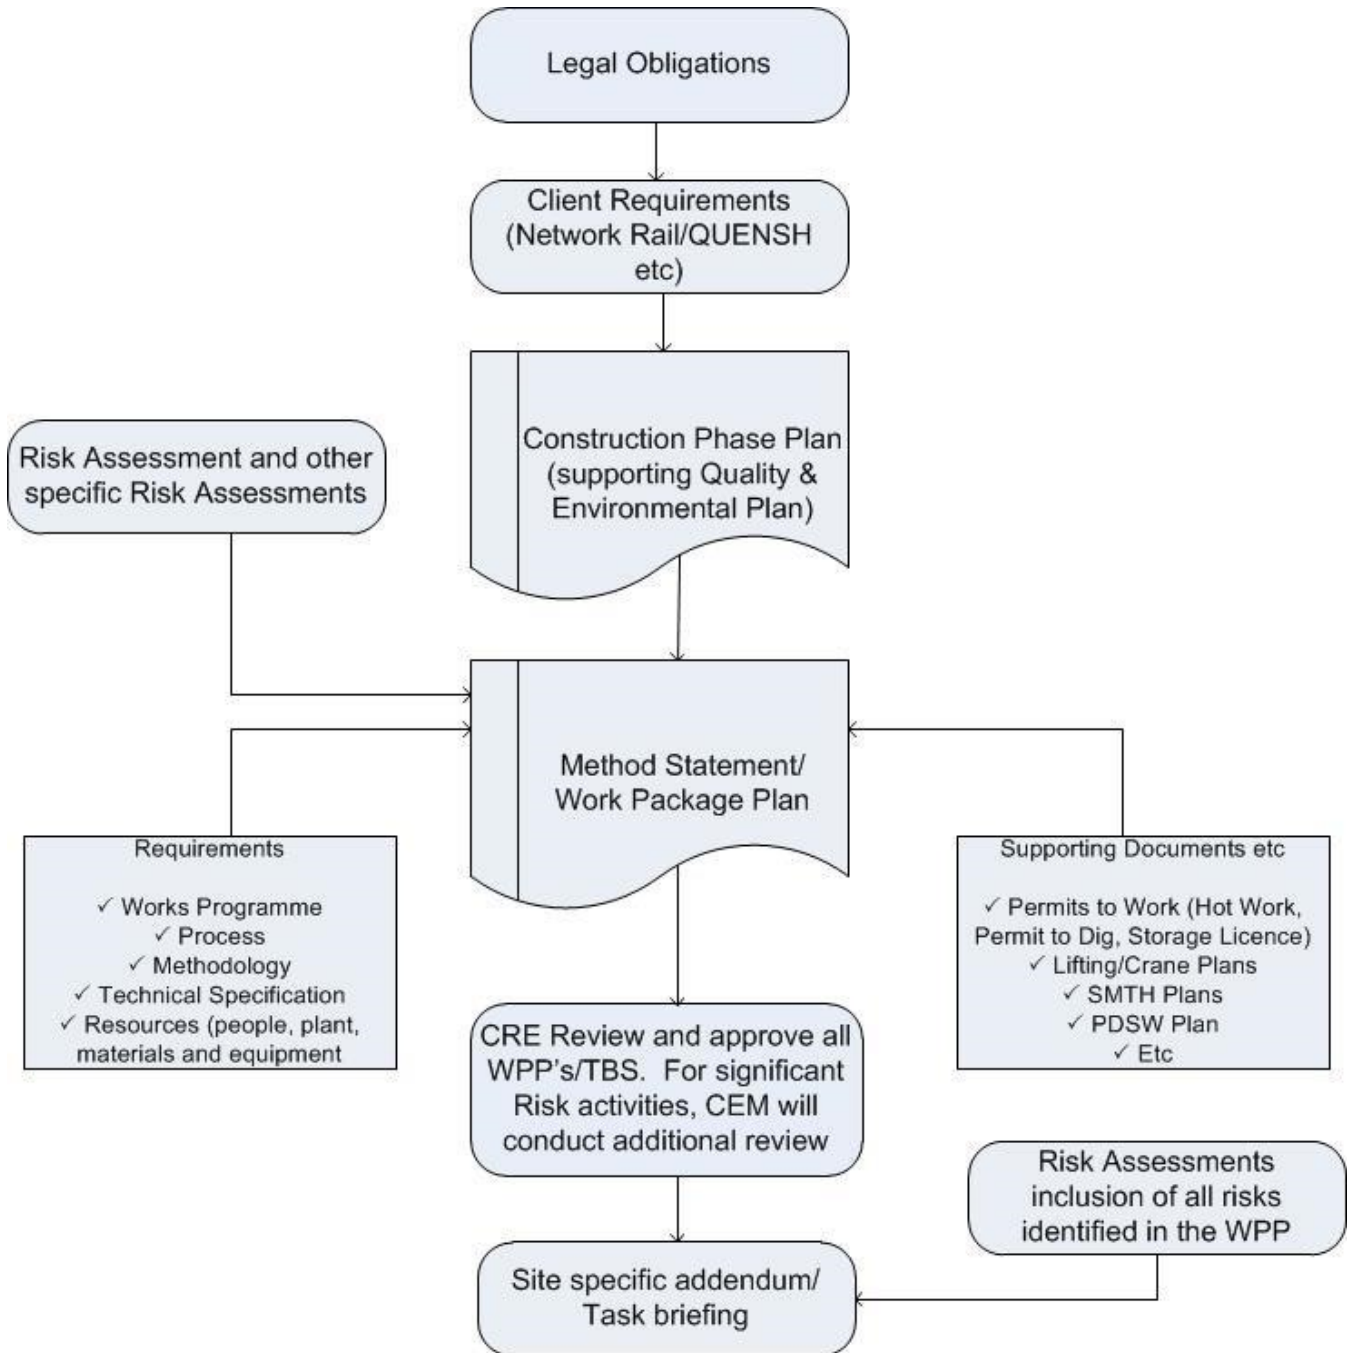 Legal Obligations
Client Requirements
(Network Rail/QUENSH
etc)
Construction Phase Plan
(supporting Quality &
Environmental Plan)
Risk Assessment and other
specific Risk Assessments
Method Statement/
Work Package Plan
Requirements
✓ Works Programme
✓ Process
✓ Methodology
✓ Technical Specification
✓ Resources (people, plant,
materials and equipment
Supporting Documents etc
✓ Permits to Work (Hot Work,
Permit to Dig, Storage Licence)
✓ Lifting/Crane Plans
✓ SMTH Plans
✓ PDSW Plan
✓ Etc
CRE Review and approve all
WPP's/TBS.  For significant
Risk activities, CEM will
conduct additional review
Risk Assessments
inclusion of all risks
identified in the WPP
Site specific addendum/
Task briefing